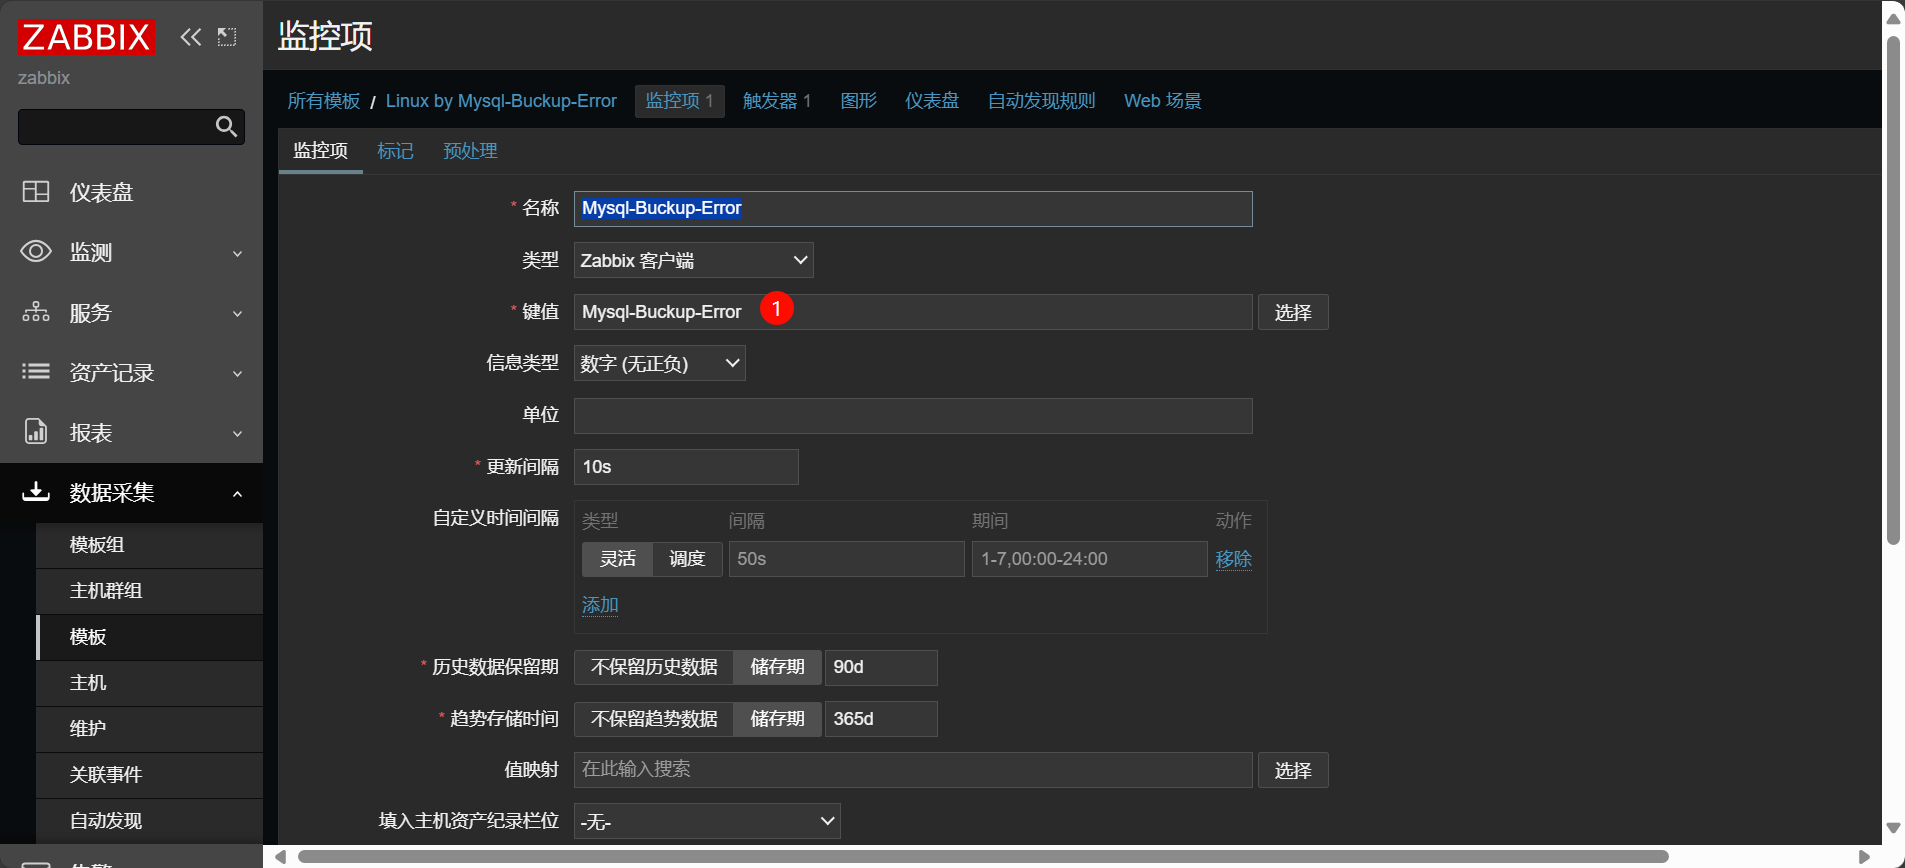 ZABBIX
zabbix
仪表盘
监测
服务
资产记录
报表
数据采集
模板组
主机群组
模板
主机
维护
关联事件
自动发现
监控项
所有模板 / Linux by Mysql-Buckup-Error 监控项 1 触发器 1 图形 仪表盘 自动发现规则 Web 场景
监控项 标记 预处理
* 名称 Mysql-Buckup-Error
类型 Zabbix 客户端
* 键值 Mysql-Buckup-Error 1 选择
信息类型 数字 (无正负)
单位
* 更新间隔 10s
自定义时间间隔 类型 间隔 期间 动作
灵活 调度 50s 1-7,00:00-24:00 移除
添加
* 历史数据保留期 不保留历史数据 储存期 90d
* 趋势存储时间 不保留趋势数据 储存期 365d
值映射 在此输入搜索 选择
填入主机资产纪录栏位 -无-